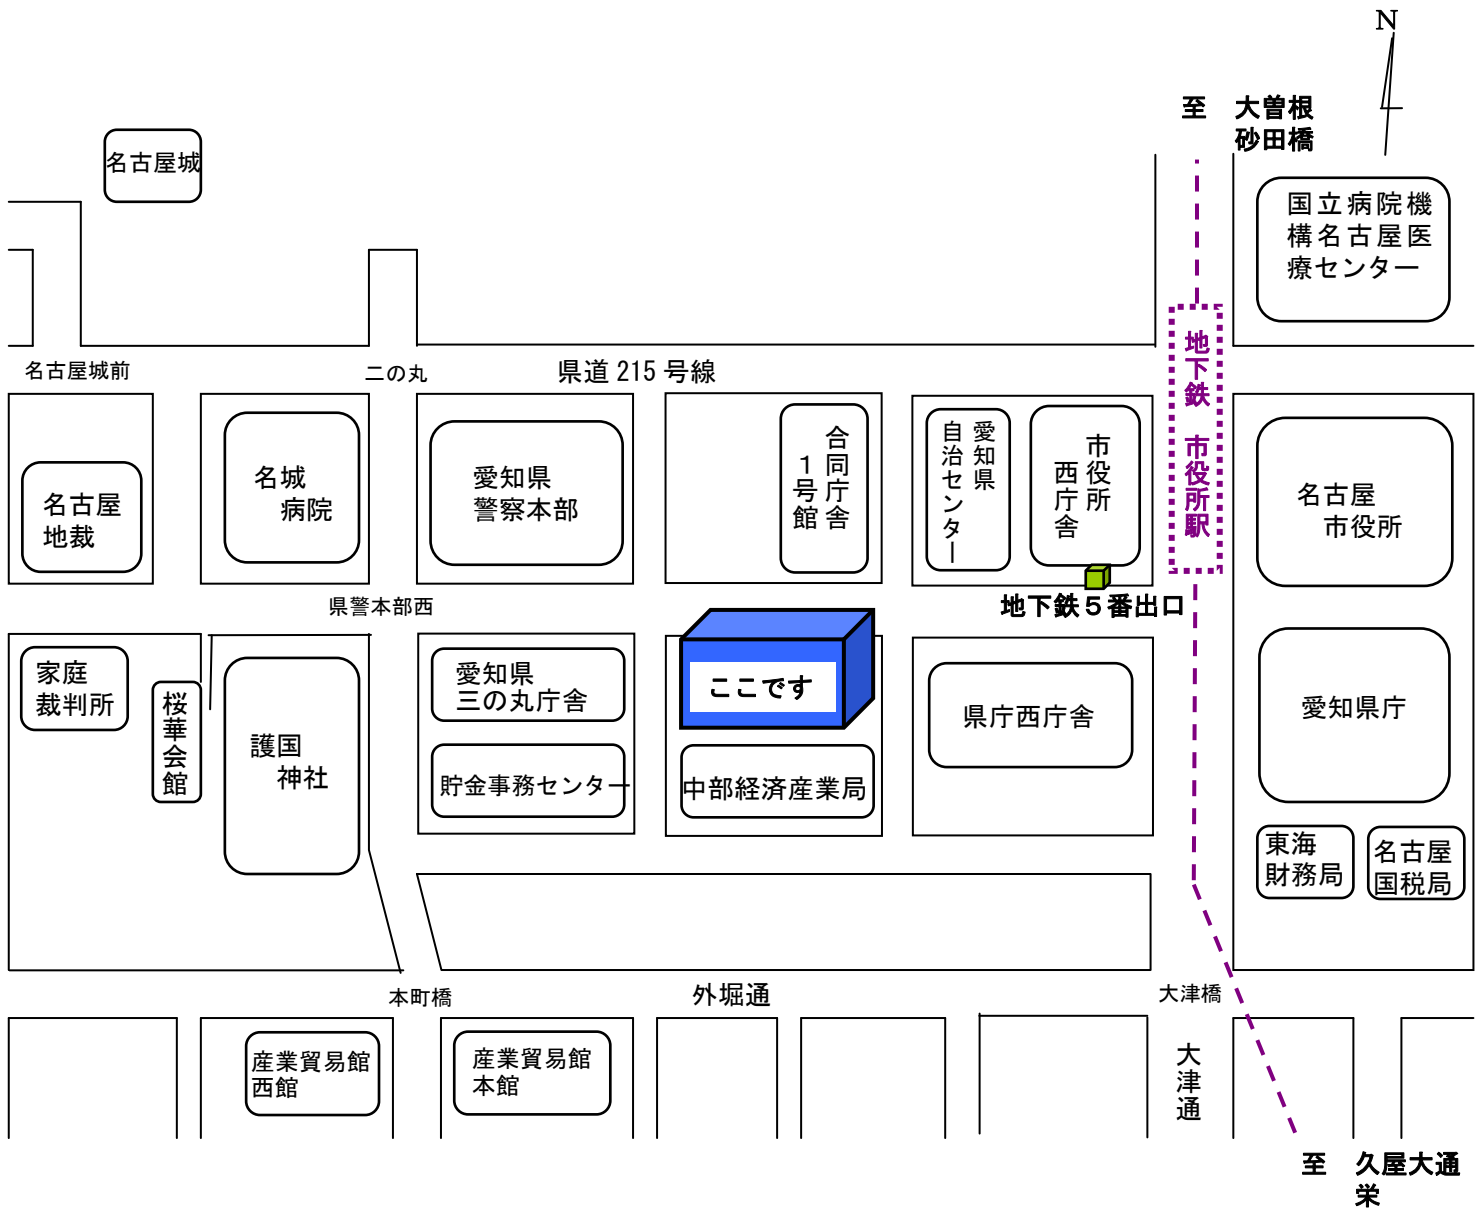 N
至 大曽根
砂田橋
名古屋城
国立病院機
構名古屋医
療センター
名古屋城前
二の丸
県道215号線
地下鉄 市役所駅
名古屋
地裁
名城
病院
愛知県
警察本部
合同庁舎
1号館
愛知県
自治センター
市役所
西庁舎
名古屋
市役所
県警本部西
地下鉄5番出口
家庭
裁判所
桜華会館
護国
神社
愛知県
三の丸庁舎
貯金事務センター
ここです
中部経済産業局
県庁西庁舎
愛知県庁
東海
財務局
名古屋
国税局
本町橋
外堀通
大津橋
産業貿易館
西館
産業貿易館
本館
大津通
至 久屋大通
栄